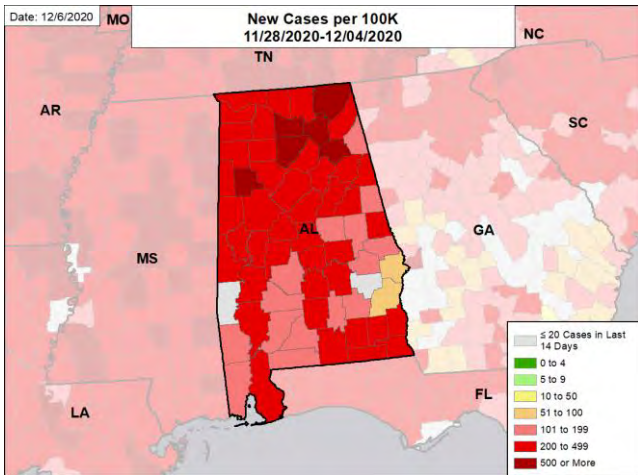 Date: 12/6/2020
New Cases per 100K
11/28/2020-12/04/2020
MO
NC
TN
AR
SC
AL
GA
MS
LA
FL
≤ 20 Cases in Last
14 Days
0 to 4
5 to 9
10 to 50
51 to 100
101 to 199
200 to 499
500 or More